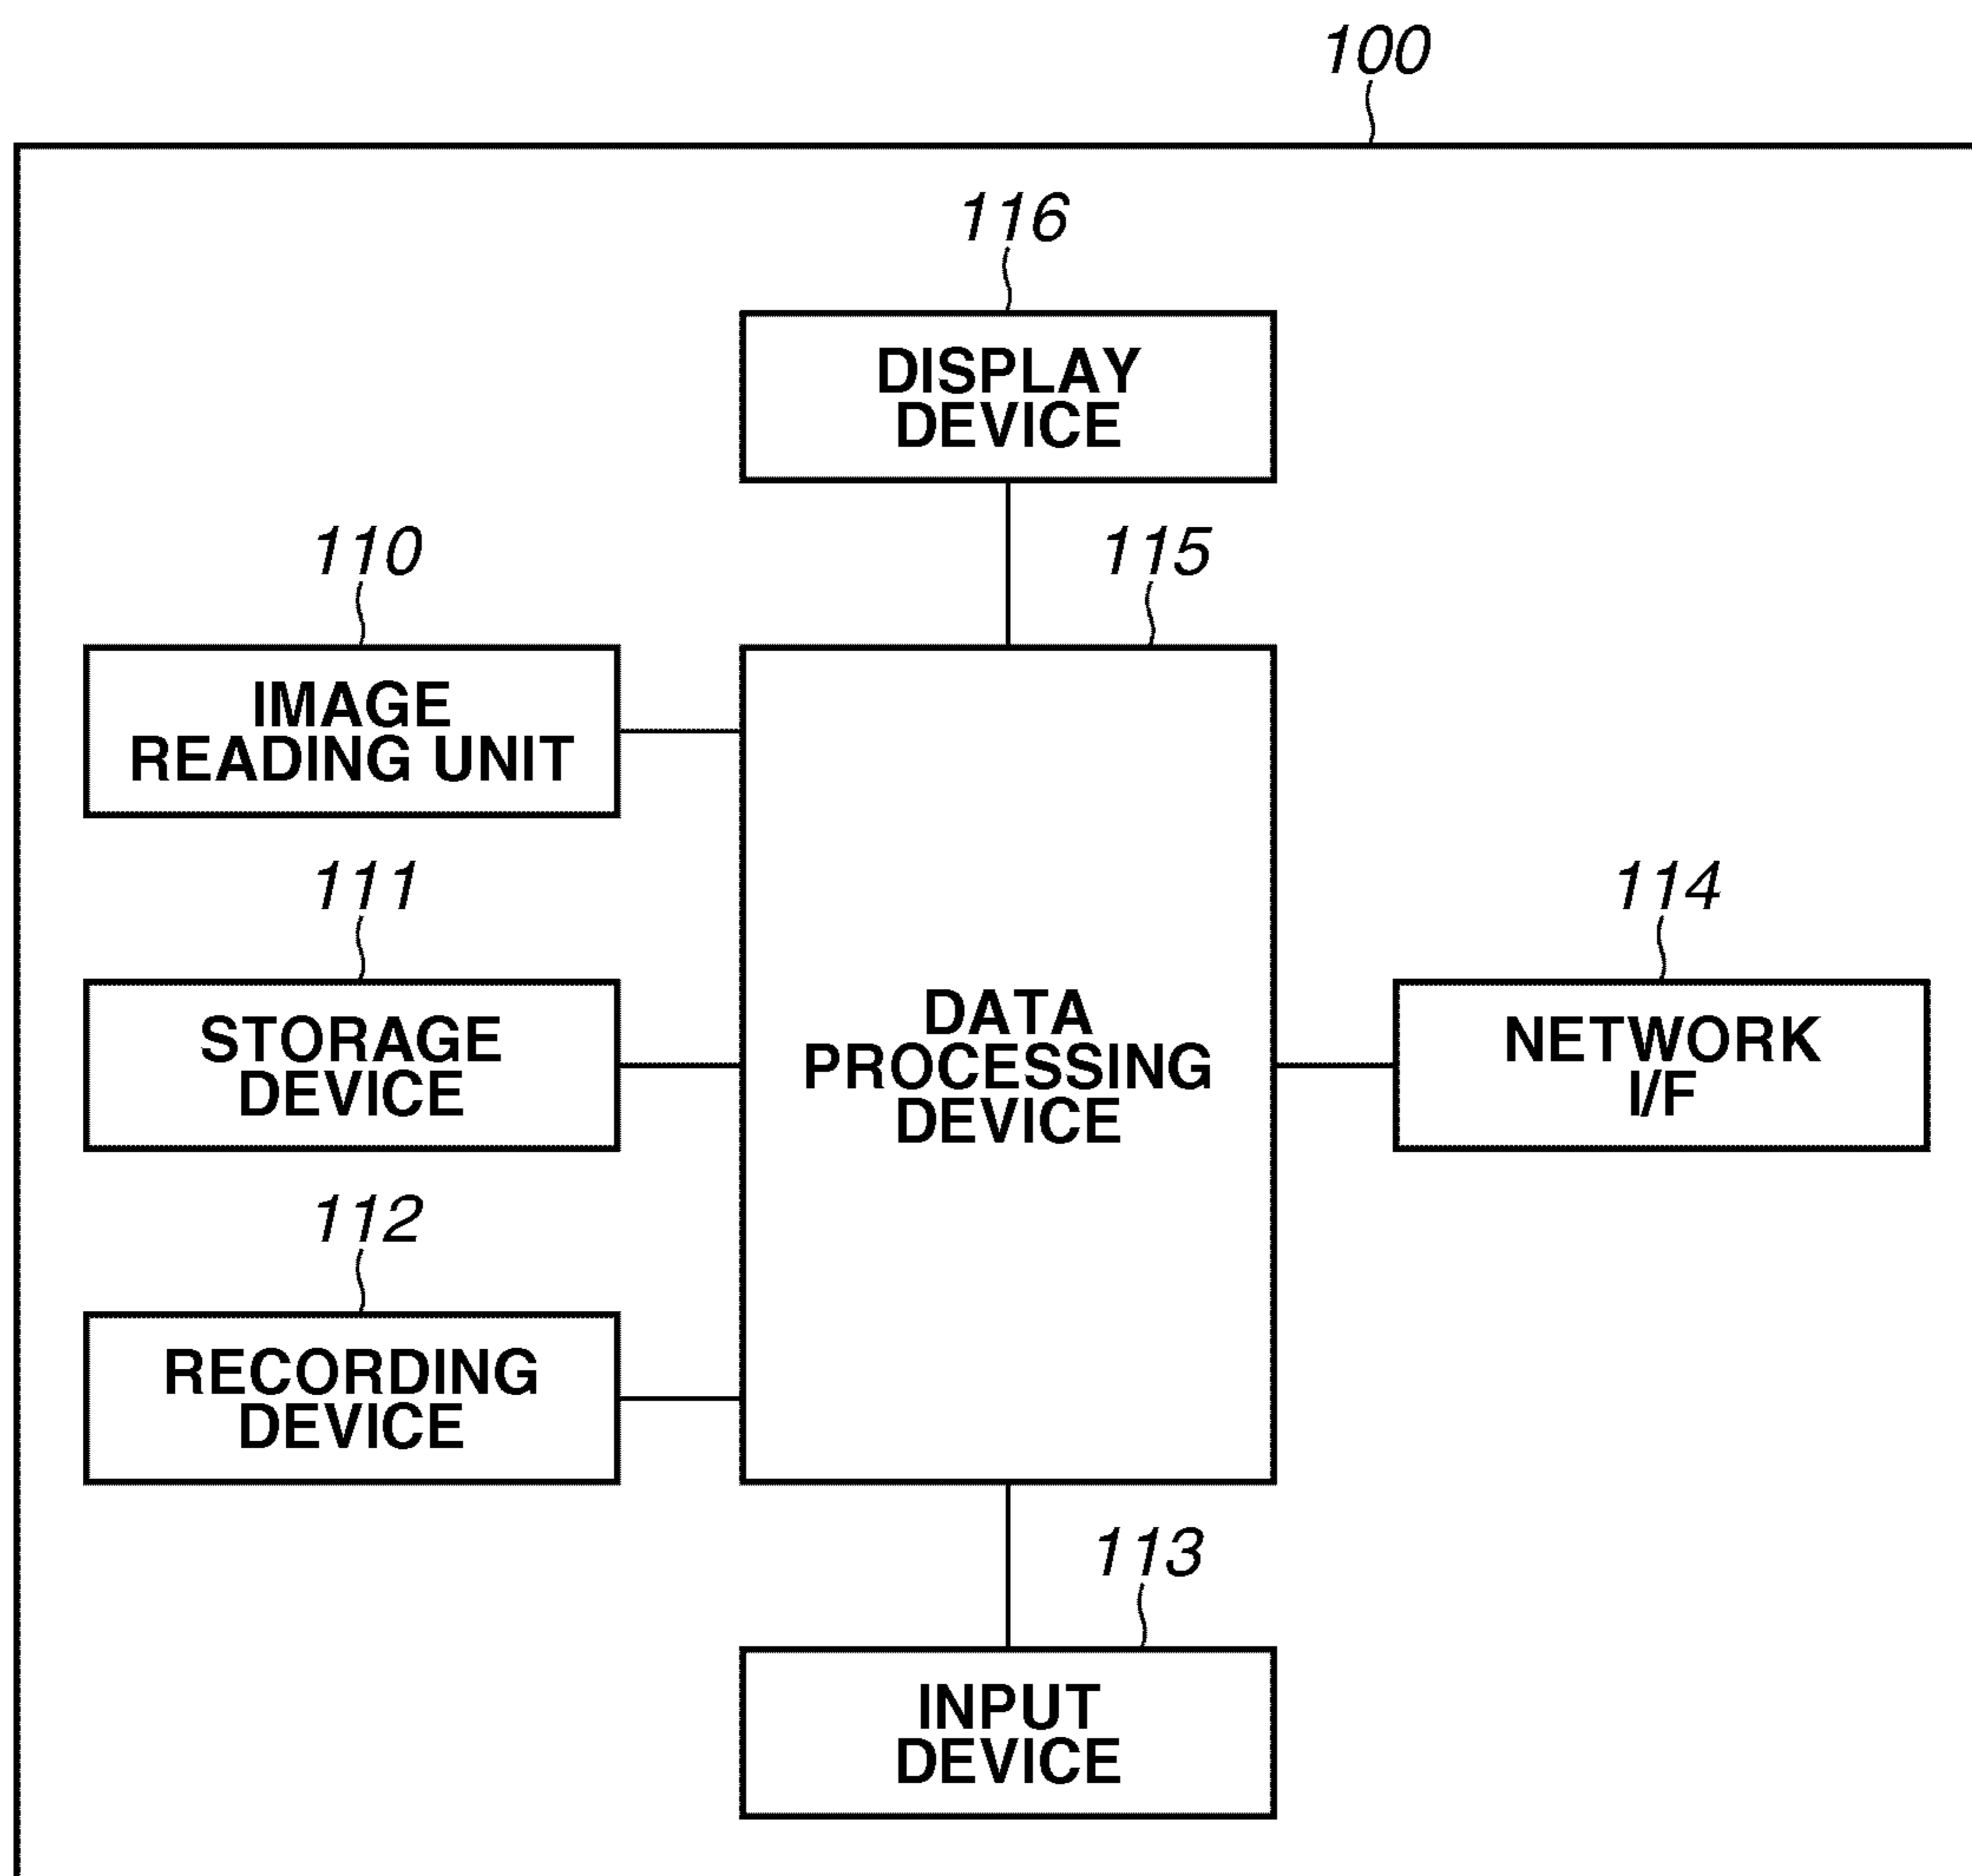 100
116
DISPLAY
DEVICE
110
115
IMAGE
READING UNIT
111
114
STORAGE
DEVICE
DATA
PROCESSING
DEVICE
NETWORK
I/F
112
RECORDING
DEVICE
113
INPUT
DEVICE